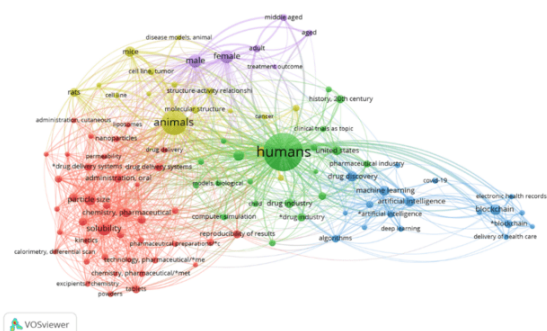 middle aged
aged
disease models, animal
adult
mice
male
female
cell line, tumor
treatment outcome
rats
cell line
structure-activity relationshi
history, 20th century
molecular structure
cancer
administration, cutaneous
liposomes
animals
clinical trials as topic
nanoparticles
humans
united states
drug delivery
permeability
pharmaceutical industry
*drug delivery systems
drug delivery systems
drug discovery
covid-19
administration, oral
models, biological
machine learning
electronic health records
particle size
drug industry
artificial intelligence
blockchain
chemistry, pharmaceutical
computer simulation
*drug industry
*artificial intelligence
*blockchain
solubility
deep learning
reproducibility of results
algorithms
delivery of health care
kinetics
pharmaceutical preparations/*c
calorimetry, differential scan
technology, pharmaceutical/*me
chemistry, pharmaceutical/*met
excipients/chemistry
tablets
powders
VOSviewer